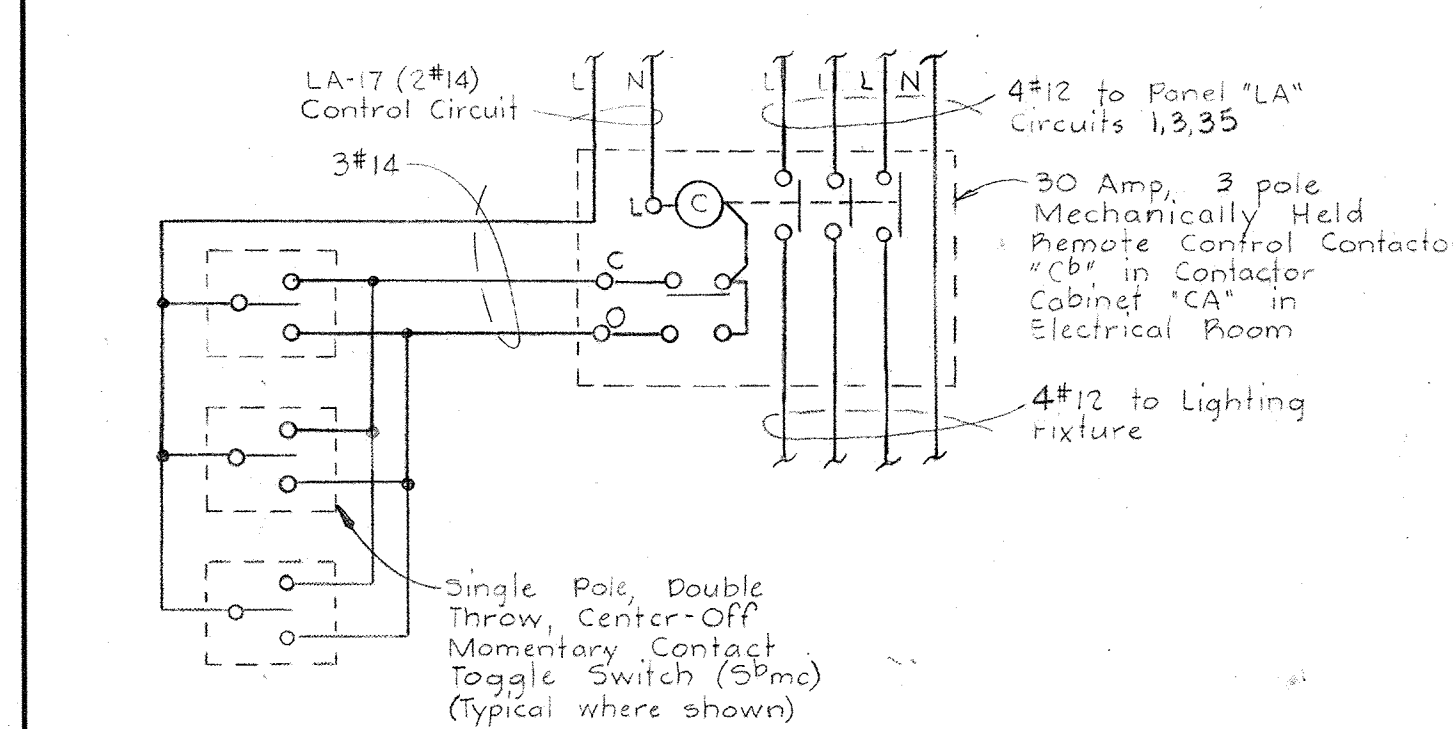 LA-17 (2#14)
Control Circuit
3#14
L N L L L N
4#12 to Panel "LA"
Circuits 1,3,35
30 Amp, 3 pole
Mechanically Held
Remote Control Contacto
"Cb" in Contactor
Cabinet "CA" in
Electrical Room
L C
C
O
4#12 to Lighting
Fixture
Single Pole, Double
Throw, Center-Off
Momentary Contact
Toggle Switch (Sbmc)
(Typical where shown)